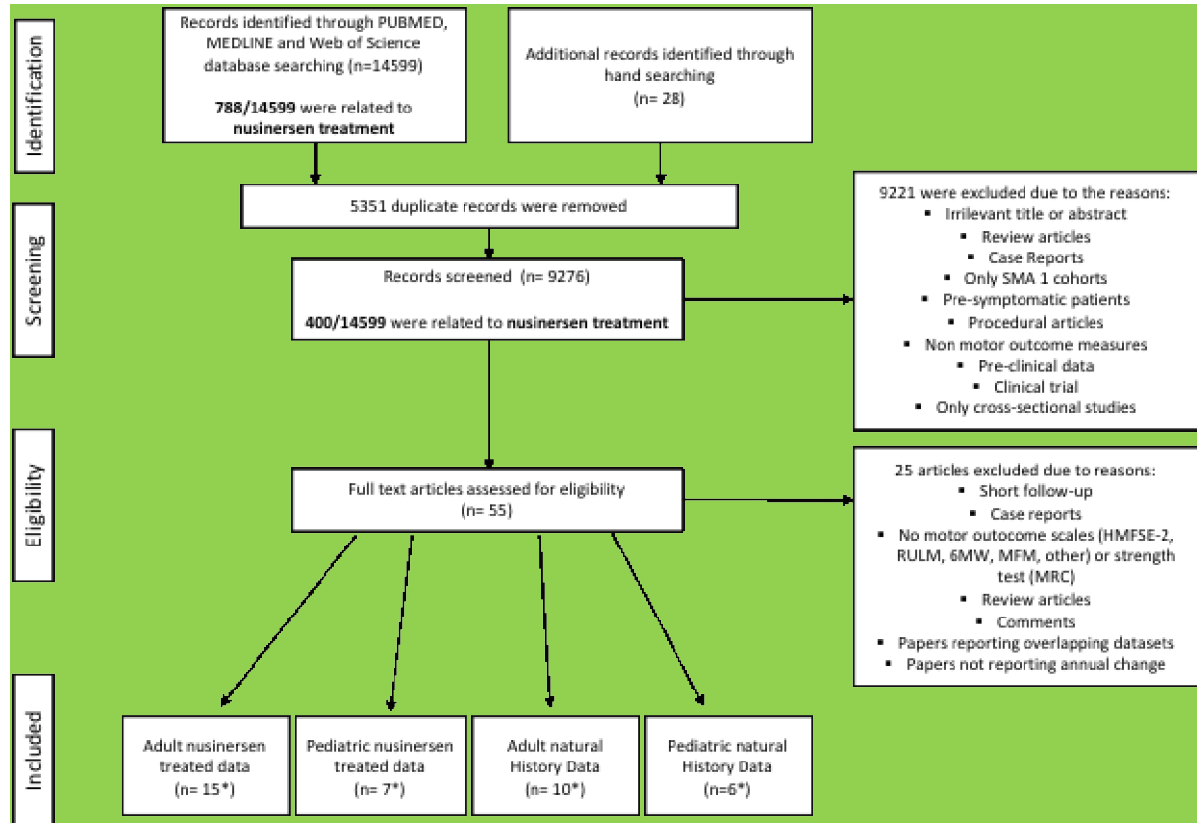 Identification
Records identified through PUBMED,
MEDLINE and Web of Science
database searching (n=14599)
788/14599 were related to
nusinersen treatment
Additional records identified through
hand searching
(n= 28)
5351 duplicate records were removed
Screening
Records screened (n= 9276)
400/14599 were related to nusinersen treatment
9221 were excluded due to the reasons:
▪ Irrilevant title or abstract
▪ Review articles
▪ Case Reports
▪ Only SMA 1 cohorts
▪ Pre-symptomatic patients
▪ Procedural articles
▪ Non motor outcome measures
▪ Pre-clinical data
▪ Clinical trial
▪ Only cross-sectional studies
Eligibility
Full text articles assessed for eligibility
(n= 55)
25 articles excluded due to reasons:
▪ Short follow-up
▪ Case reports
▪ No motor outocome scales (HMFSE-2,
RULM, 6MW, MFM, other) or strength
test (MRC)
▪ Review articles
▪ Comments
▪ Papers reporting overlapping datasets
▪ Papers not reporting annual change
Included
Adult nusinersen
treated data
(n= 15*)
Pediatric nusinersen
treated data
(n= 7*)
Adult natural
History Data
(n= 10*)
Pediatric natural
History Data
(n=6*)